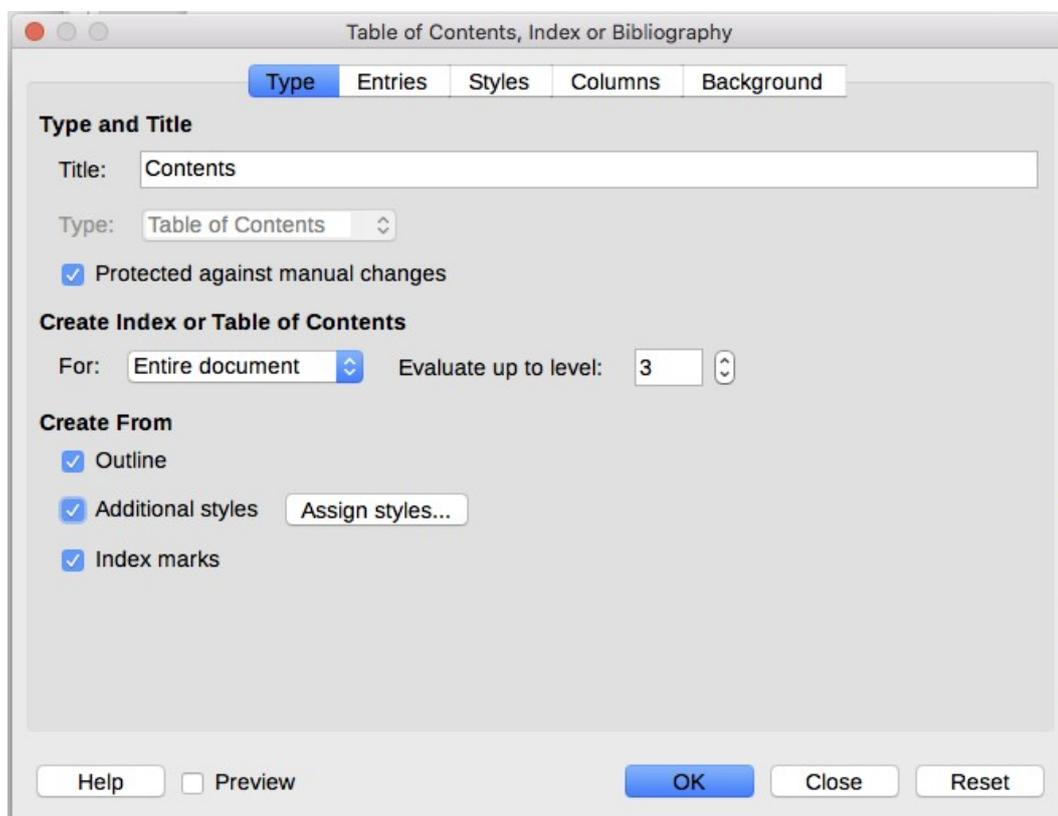 Table of Contents, Index or Bibliography
Type Entries Styles Columns Background
Type and Title
Title: Contents
Type: Table of Contents
Protected against manual changes
Create Index or Table of Contents
For: Entire document Evaluate up to level: 3
Create From
Outline
Additional styles Assign styles...
Index marks
Help Preview OK Close Reset